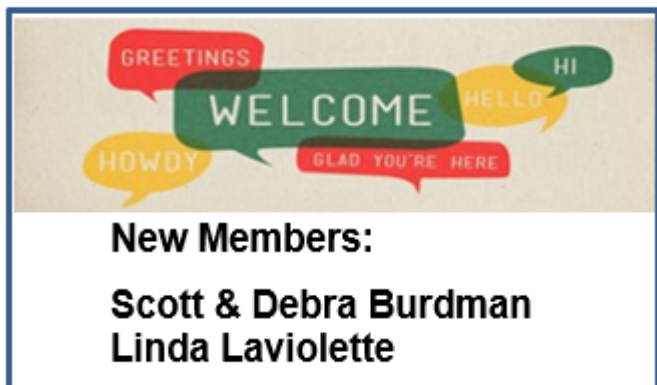 GREETINGS
HI
WELCOME
HELLO
HOWDY
GLAD YOU'RE HERE
New Members:
Scott & Debra Burdman
Linda Laviolette